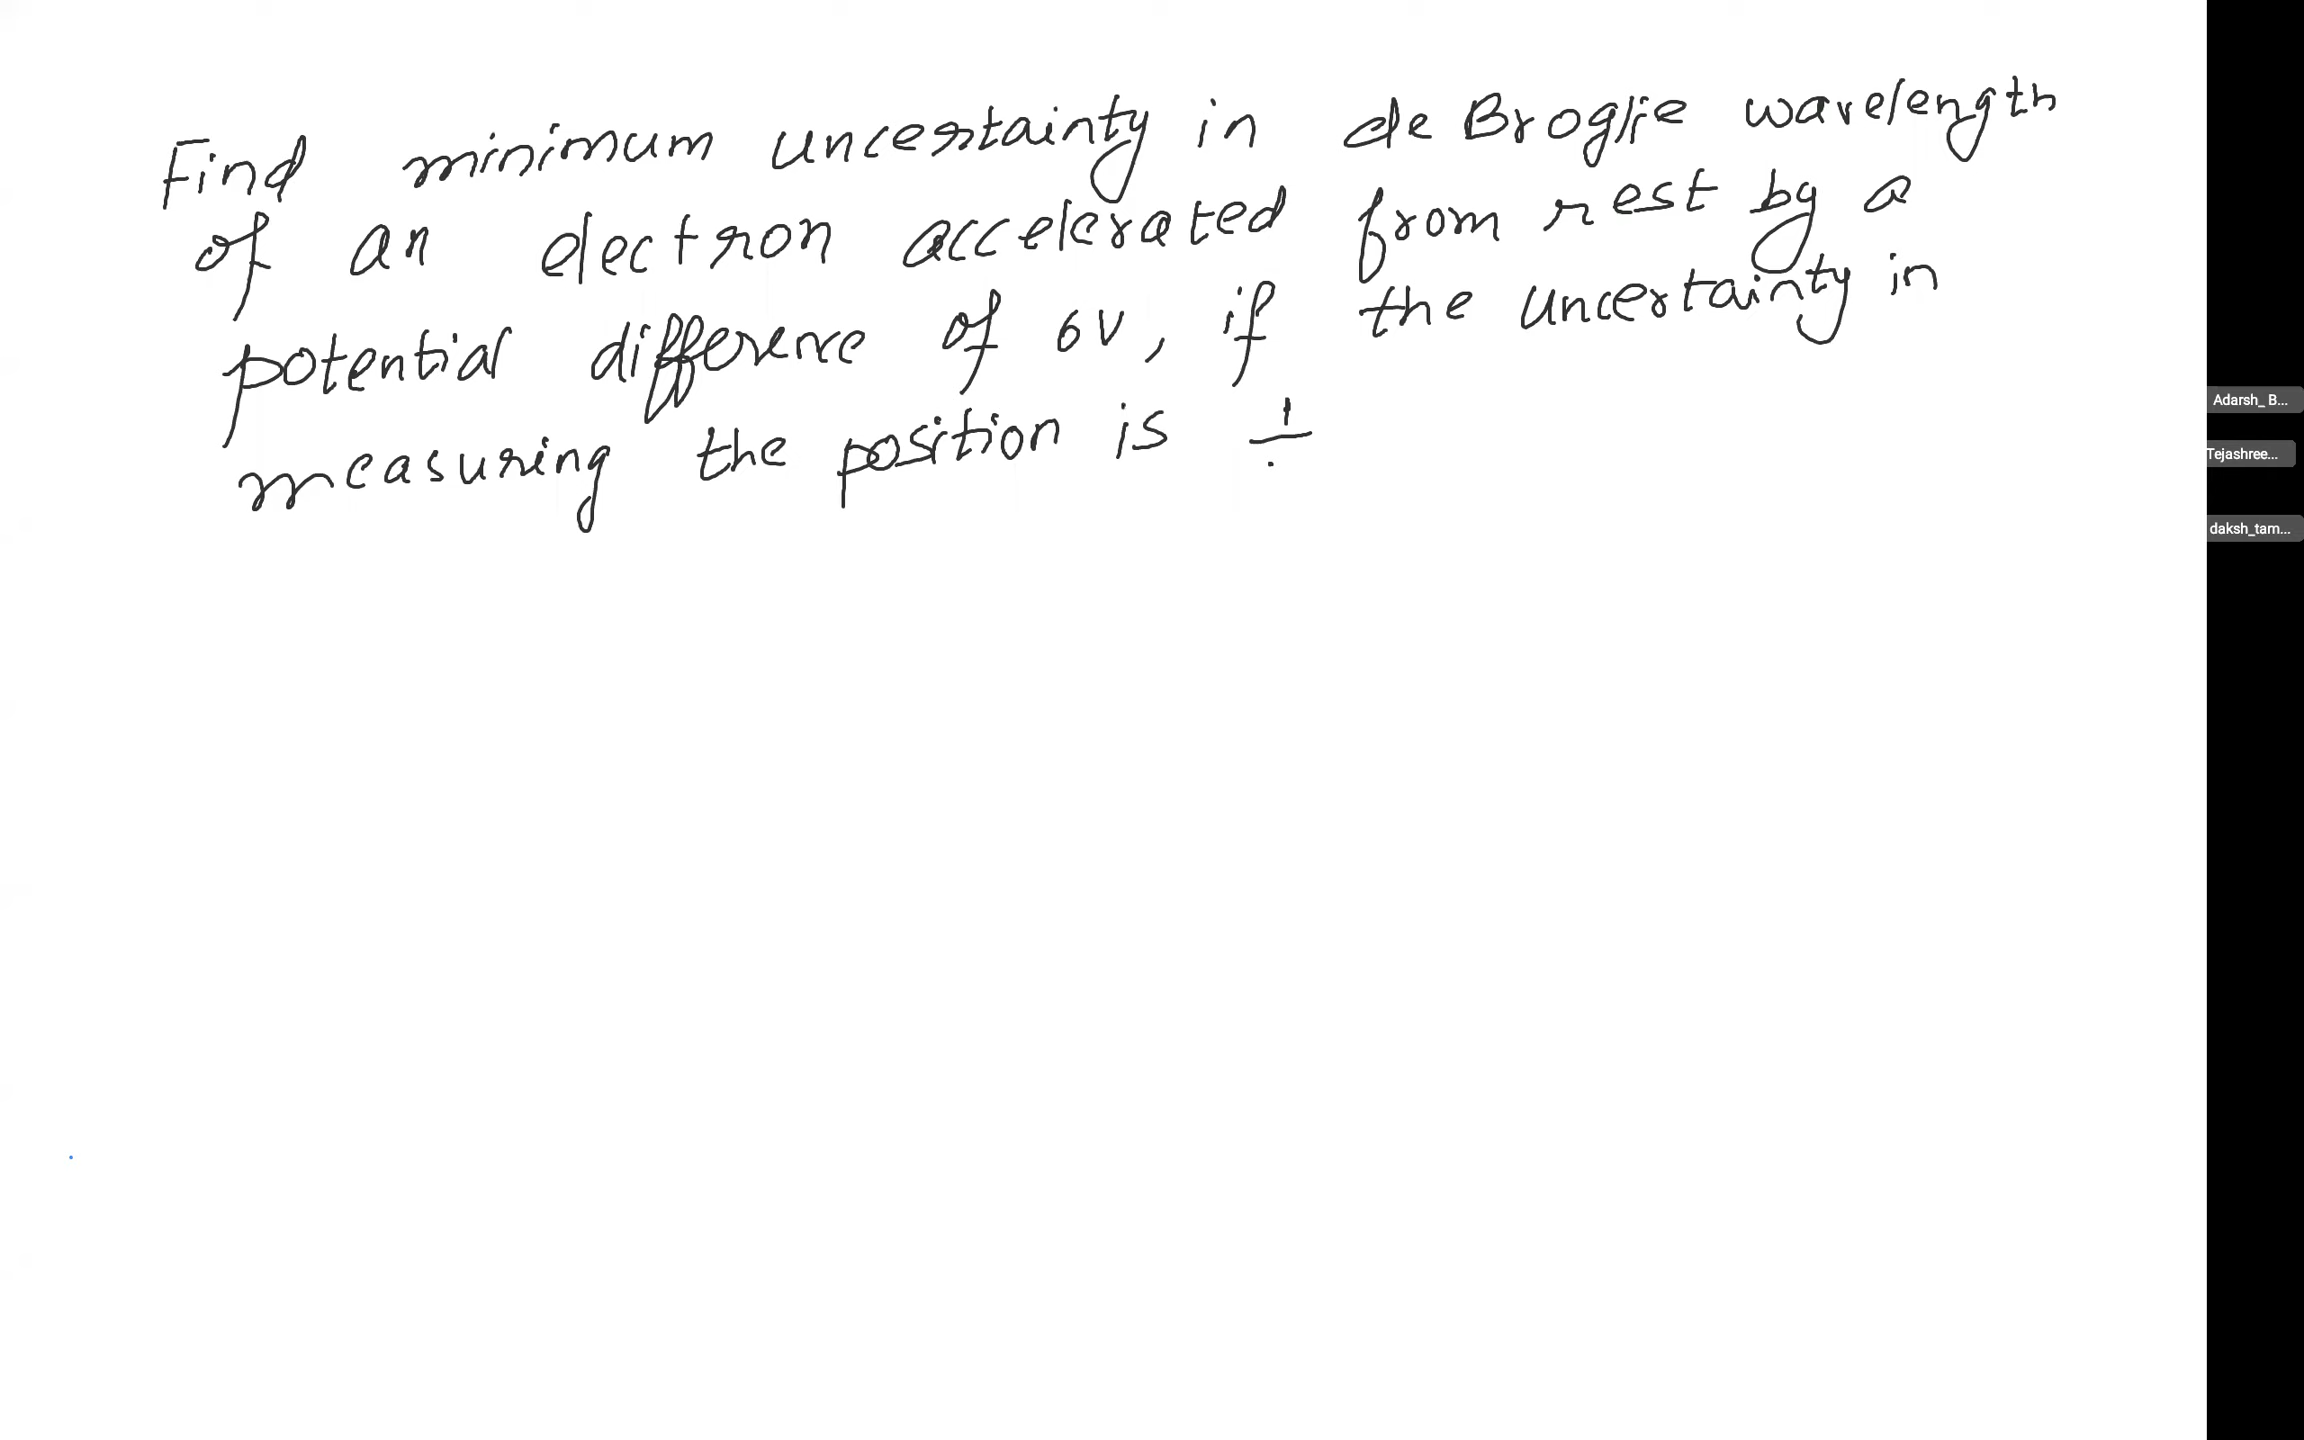 Find minimum uncertainty in de Broglie wavelength
of an electron accelerated from rest by a
potential difference of 6V, if the uncertainty in
measuring the position is
Adarsh_ B...
Tejashree...
daksh_tam...